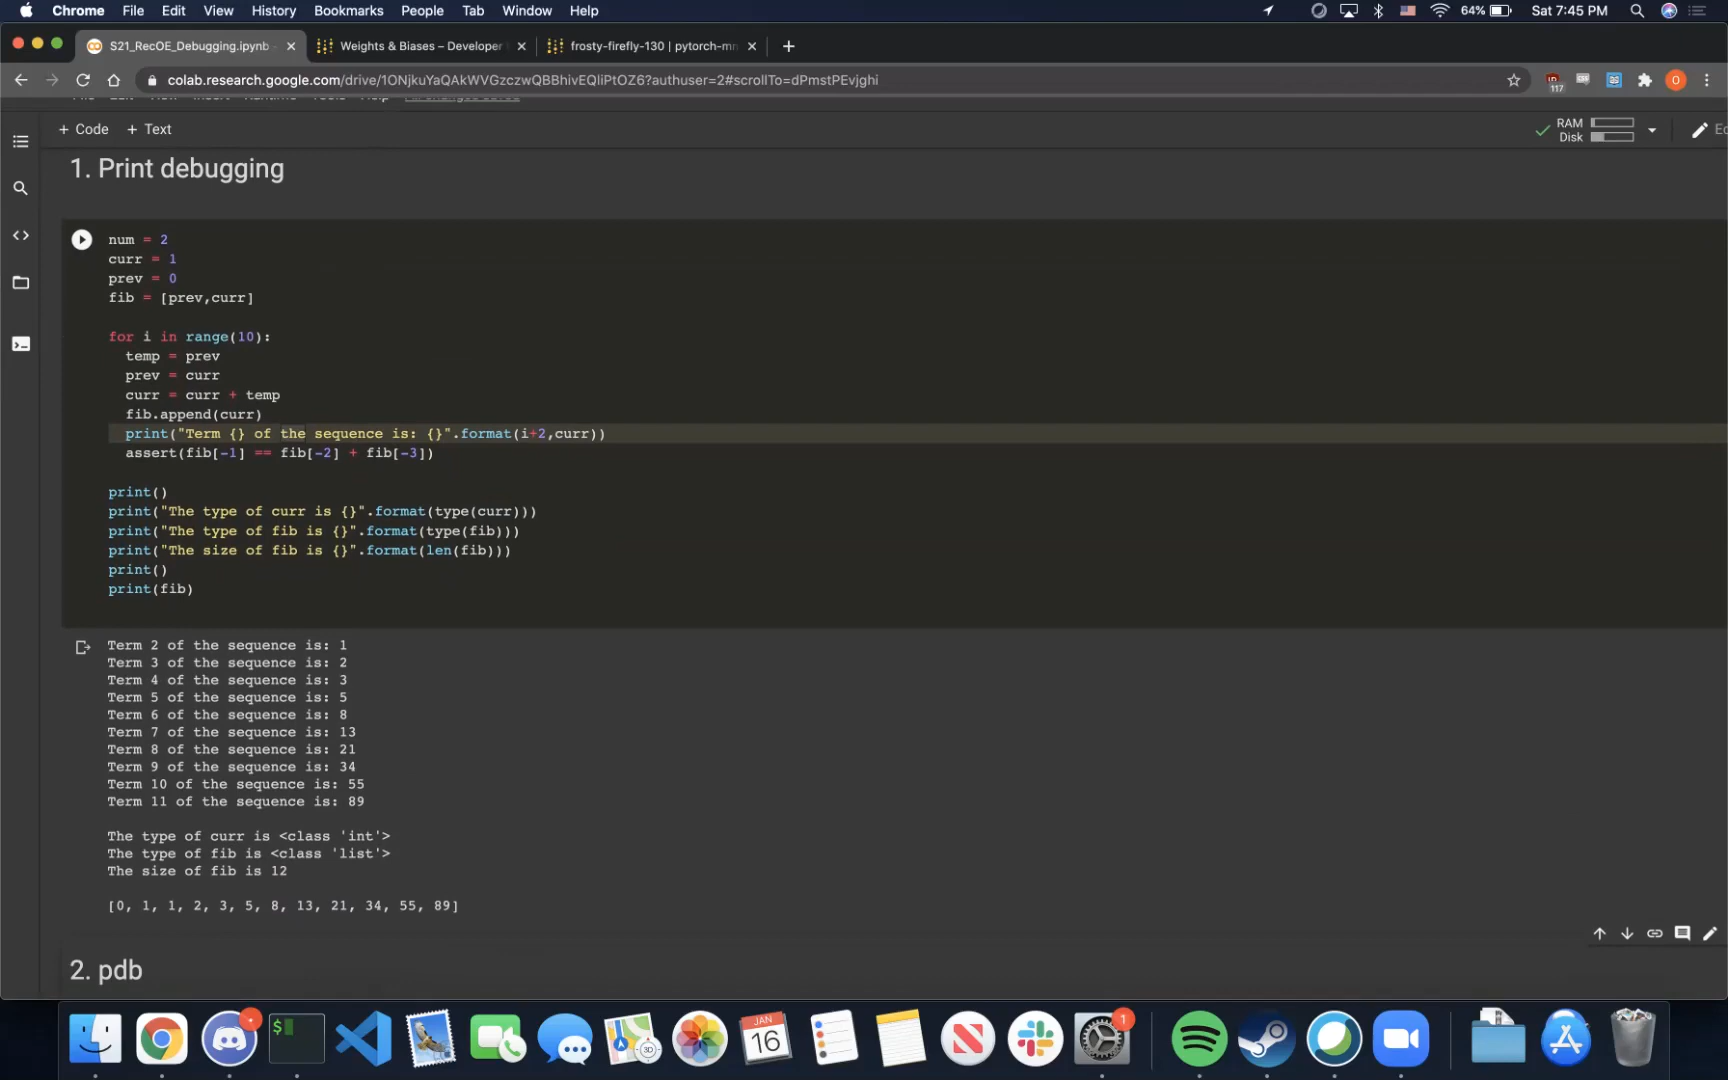 Chrome File Edit View History Bookmarks People Tab Window Help 64% Sat 7:45 PM
S21_RecOE_Debugging.ipynb - Weights & Biases – Developer frosty-firefly-130 | pytorch-mn
colab.research.google.com/drive/1ONjkuYaQAkWVGzczwQBBhivEQliPtOZ6?authuser=2#scrollTo=dPmstPEvjghi 117 O
+ Code + Text RAM Disk
1. Print debugging
num = 2
curr = 1
prev = 0
fib = [prev,curr]
for i in range(10):
temp = prev
prev = curr
curr = curr + temp
fib.append(curr)
print("Term {} of the sequence is: {}".format(i+2,curr))
assert(fib[-1] == fib[-2] + fib[-3])
print()
print("The type of curr is {}".format(type(curr)))
print("The type of fib is {}".format(type(fib)))
print("The size of fib is {}".format(len(fib)))
print()
print(fib)
Term 2 of the sequence is: 1
Term 3 of the sequence is: 2
Term 4 of the sequence is: 3
Term 5 of the sequence is: 5
Term 6 of the sequence is: 8
Term 7 of the sequence is: 13
Term 8 of the sequence is: 21
Term 9 of the sequence is: 34
Term 10 of the sequence is: 55
Term 11 of the sequence is: 89
The type of curr is <class 'int'>
The type of fib is <class 'list'>
The size of fib is 12
[0, 1, 1, 2, 3, 5, 8, 13, 21, 34, 55, 89]
2. pdb
$ 3D JAN 16 1